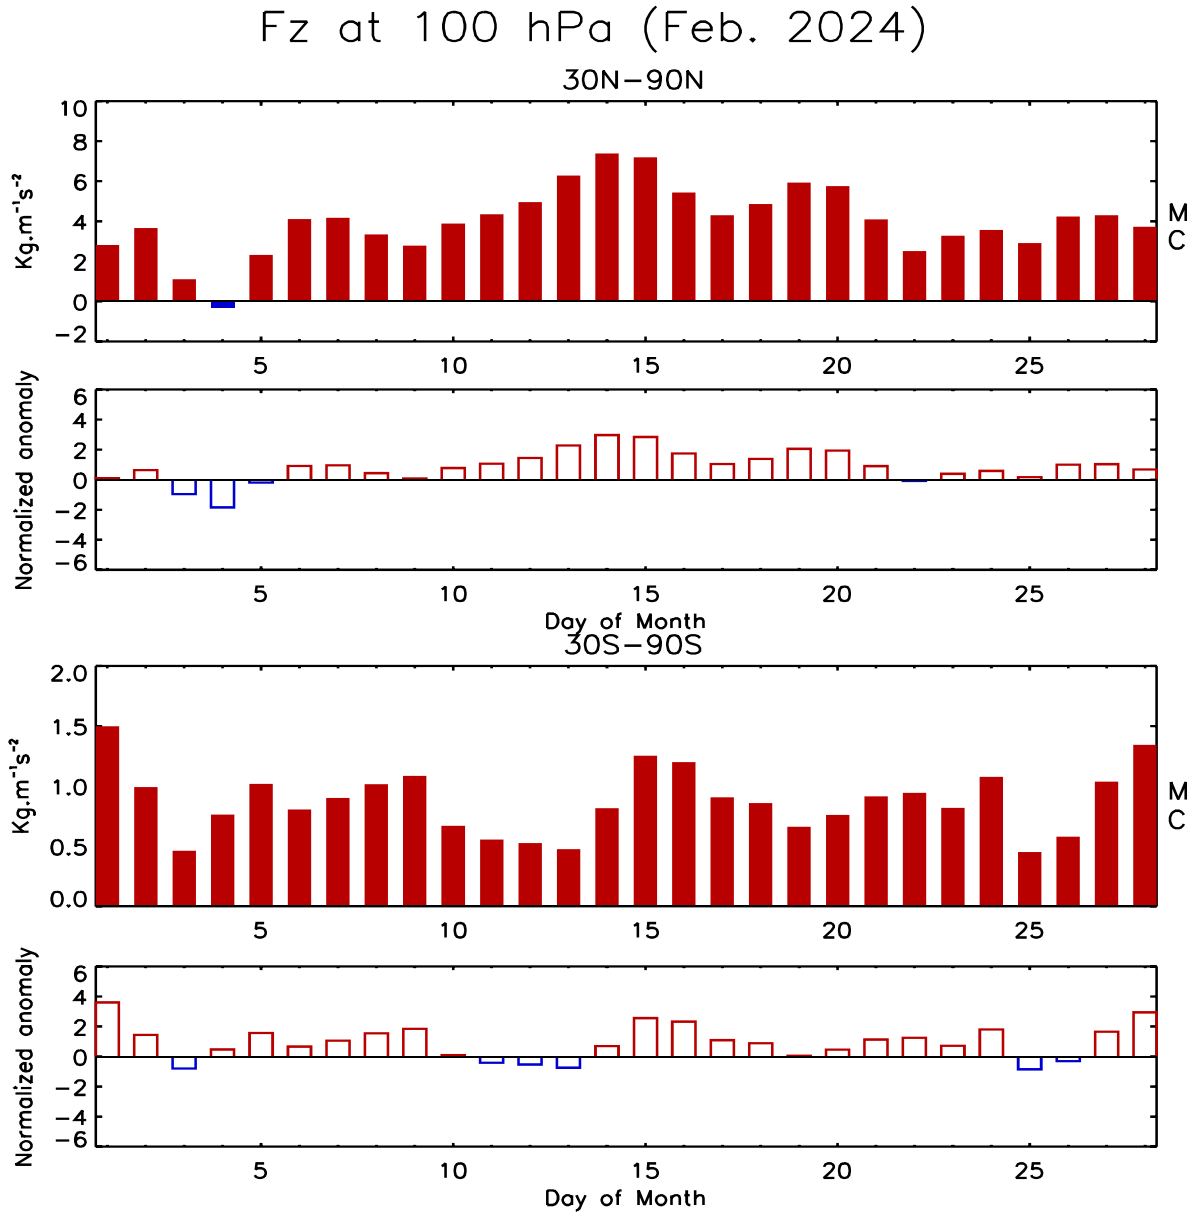 Fz at 100 hPa (Feb. 2024)
30N-90N
10
8
6
4
2
0
-2
Kg.m⁻¹s⁻²
M
C
5 10 15 20 25
6
4
2
0
-2
-4
-6
Normalized anomaly
5 10 15 20 25
Day of Month
30S-90S
2.0
1.5
1.0
0.5
0.0
Kg.m⁻¹s⁻²
M
C
5 10 15 20 25
6
4
2
0
-2
-4
-6
Normalized anomaly
5 10 15 20 25
Day of Month